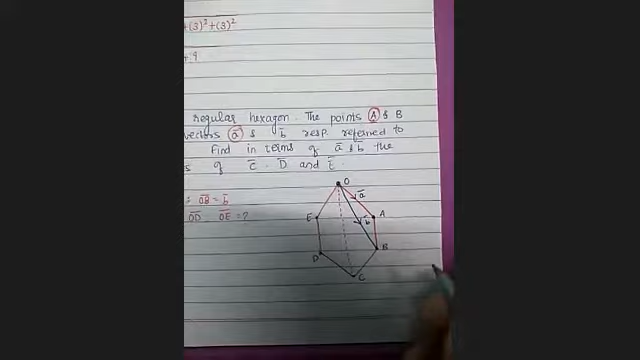 +(3)² +(3)²
+ 9
regular hexagon. The points A & B
vectors a̅ & b̅ resp. referred to
Find in terms of a̅ & b̅ the
s of C̅, D̅ and E̅.
: OB̅ = b̅
OD̅ OE̅ = ?
O
a̅
A
b̅
E
B
D
C